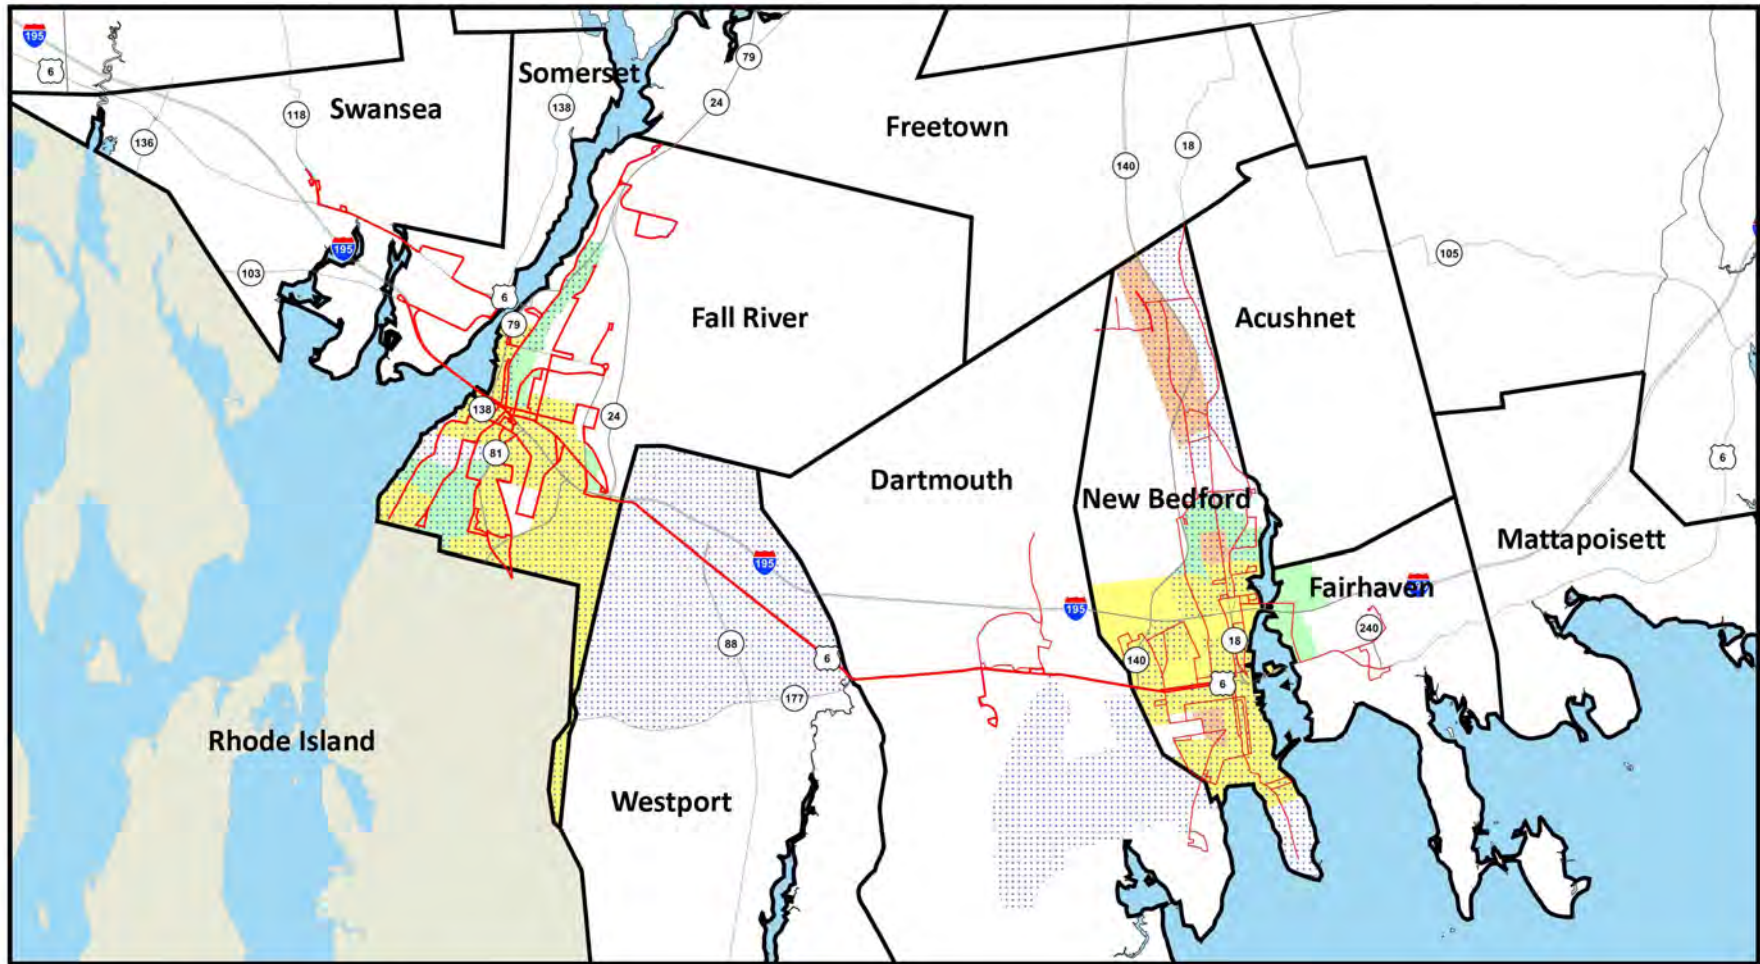 195
6
Somerset
79
138
24
118
Swansea
136
Freetown
140
18
195
103
105
6
79
Fall River
Acushnet
138
24
81
6
Dartmouth
New Bedford
Mattapoisett
195
Fairhaven
195
88
18
240
6
140
6
177
Rhode Island
Westport